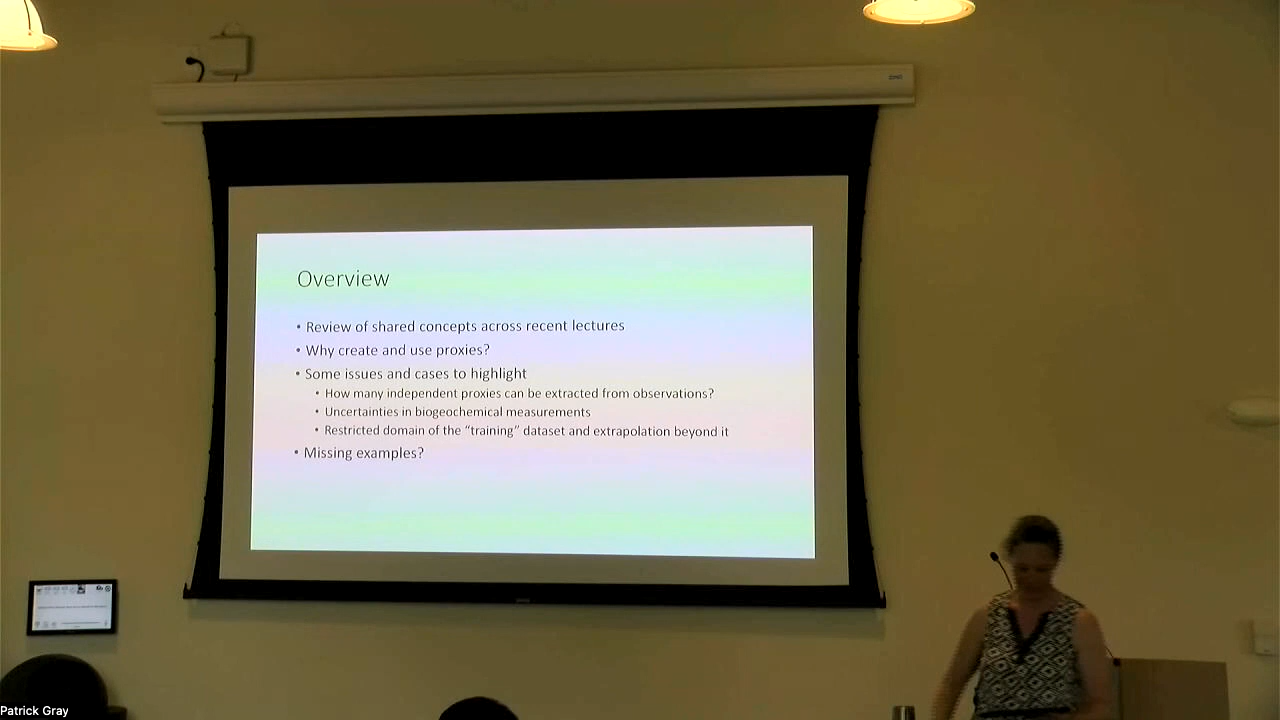 Overview
• Review of shared concepts across recent lectures
• Why create and use proxies?
• Some issues and cases to highlight
• How many independent proxies can be extracted from observations?
• Uncertainties in biogeochemical measurements
• Restricted domain of the “training” dataset and extrapolation beyond it
• Missing examples?
Patrick Gray